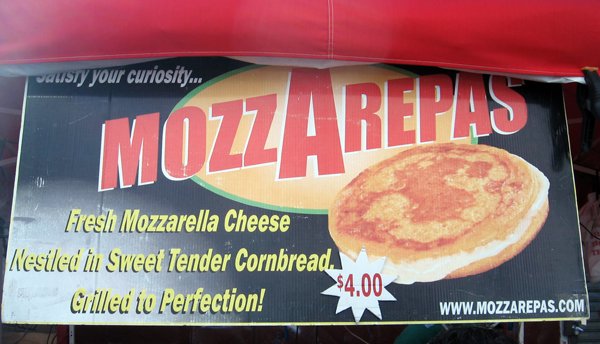 Satisfy your curiosity...
MOZZAREPAS
Fresh Mozzarella Cheese
Nestled in Sweet Tender Cornbread.
Grilled to Perfection!
$4.00
WWW.MOZZAREPAS.COM